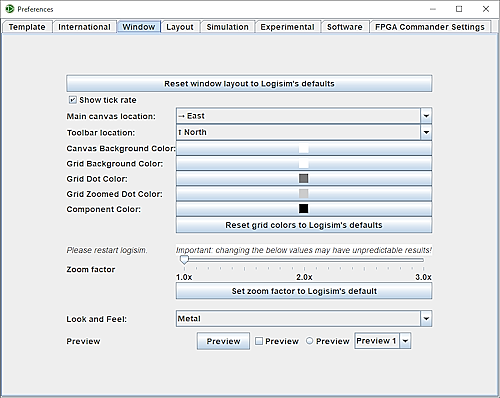 Preferences
Template International Window Layout Simulation Experimental Software FPGA Commander Settings
Reset window layout to Logisim's defaults
Show tick rate
Main canvas location: → East
Toolbar location: ↑ North
Canvas Background Color:
Grid Background Color:
Grid Dot Color:
Grid Zoomed Dot Color:
Component Color:
Reset grid colors to Logisim's defaults
Please restart logisim. Important: changing the below values may have unpredictable results!
Zoom factor
1.0x 2.0x 3.0x
Set zoom factor to Logisim's default
Look and Feel: Metal
Preview Preview Preview Preview Preview 1